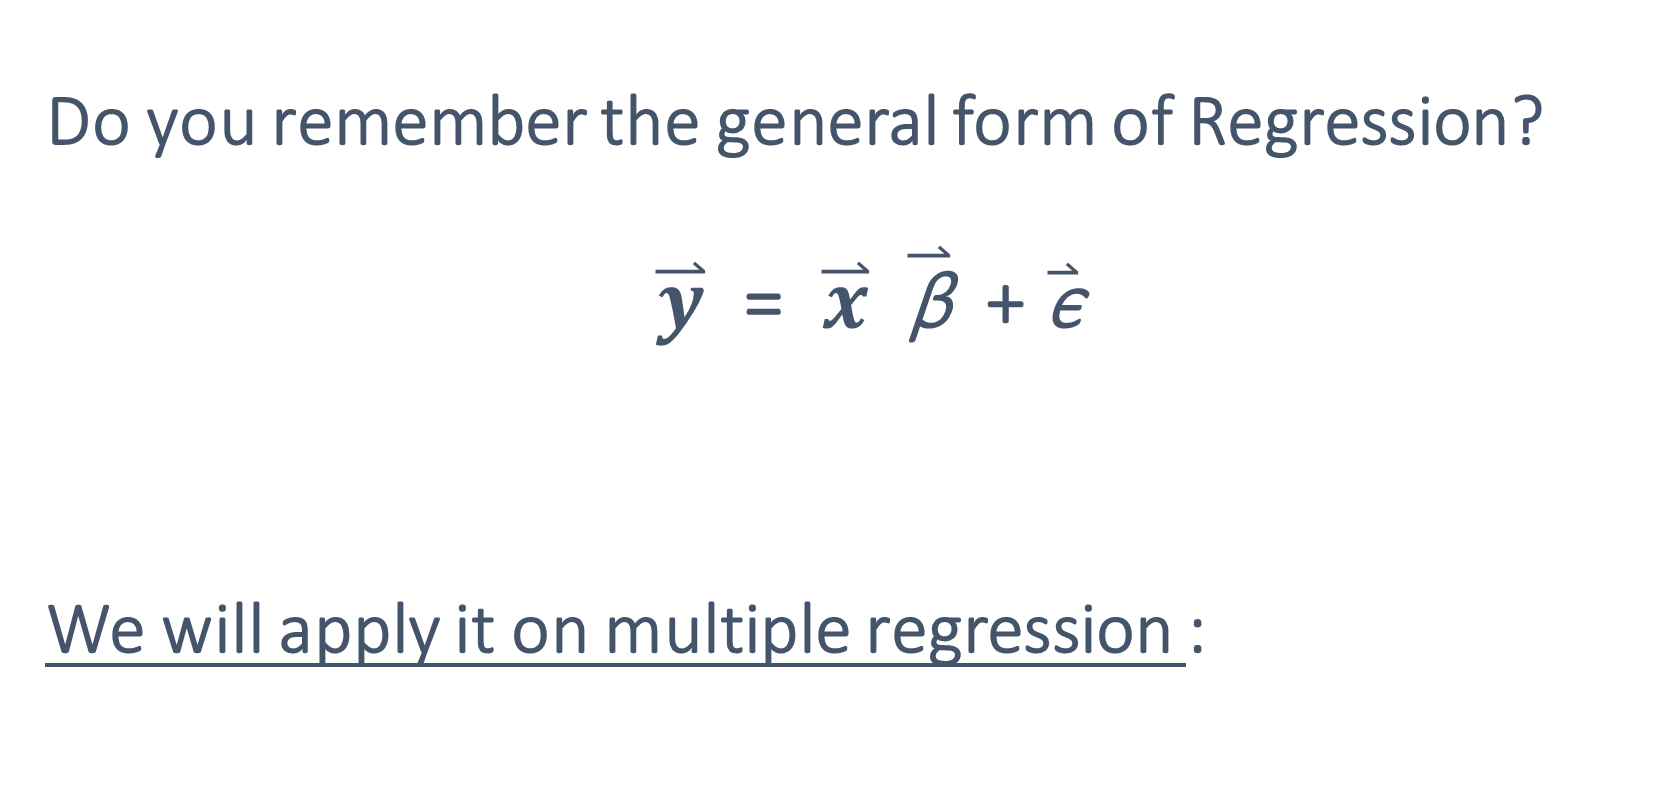 Do you remember the general form of Regression?
𝒚⃗ = 𝒙⃗ β⃗ + ϵ⃗
We will apply it on multiple regression :